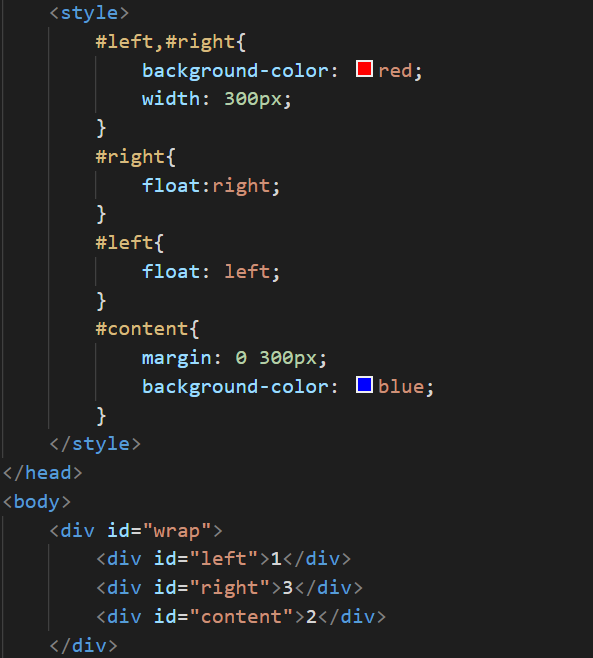 <style>
#left,#right{
background-color: red;
width: 300px;
}
#right{
float:right;
}
#left{
float: left;
}
#content{
margin: 0 300px;
background-color: blue;
}
</style>
</head>
<body>
<div id="wrap">
<div id="left">1</div>
<div id="right">3</div>
<div id="content">2</div>
</div>